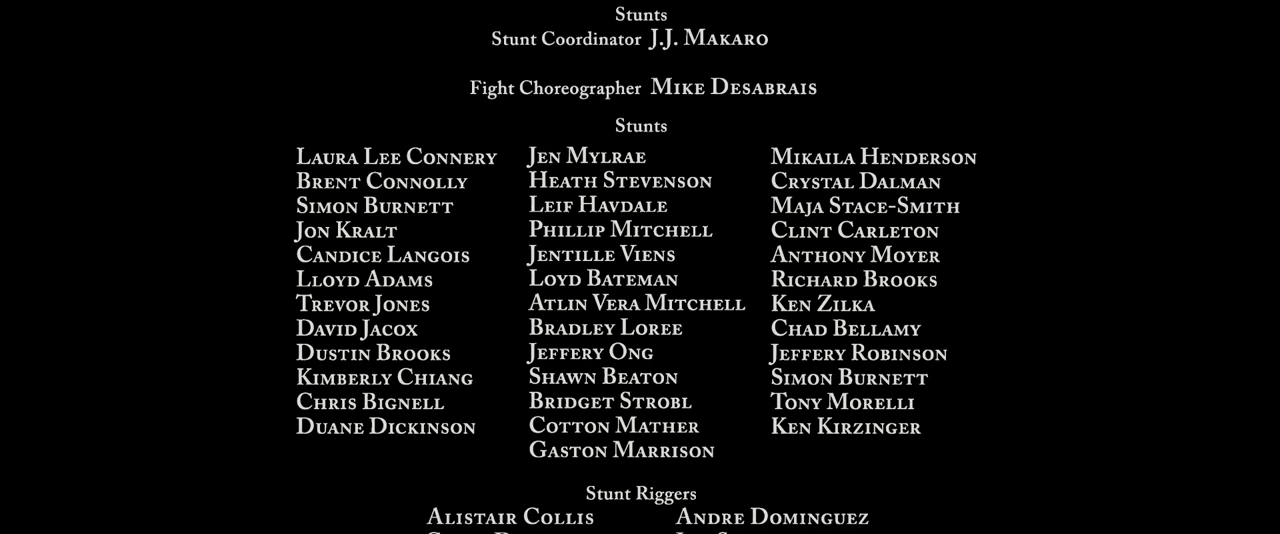 Stunts
Stunt Coordinator J.J. Makaro
Fight Choreographer Mike Desabrais
Stunts
Laura Lee Connery Jen Mylrae Mikaila Henderson
Brent Connolly Heath Stevenson Crystal Dalman
Simon Burnett Leif Havdale Maja Stace-Smith
Jon Kralt Phillip Mitchell Clint Carleton
Candice Langois Jentille Viens Anthony Moyer
Lloyd Adams Loyd Bateman Richard Brooks
Trevor Jones Atlin Vera Mitchell Ken Zilka
David Jacox Bradley Loree Chad Bellamy
Dustin Brooks Jeffery Ong Jeffery Robinson
Kimberly Chiang Shawn Beaton Simon Burnett
Chris Bignell Bridget Strobl Tony Morelli
Duane Dickinson Cotton Mather Ken Kirzinger
Gaston Marrison
Stunt Riggers
Alistair Collis Andre Dominguez